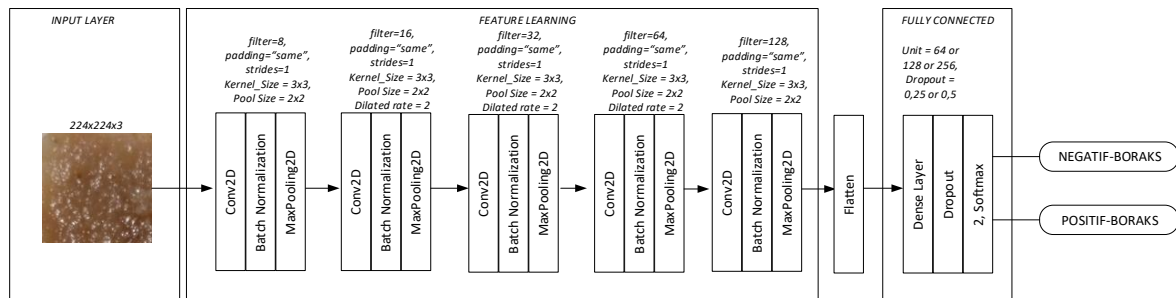 INPUT LAYER
224x224x3
FEATURE LEARNING
filter=8,
padding="same",
strides=1
Kernel_Size = 3x3,
Pool Size = 2x2
Conv2D
Batch Normalization
MaxPooling2D
filter=16,
padding="same",
strides=1
Kernel_Size = 3x3,
Pool Size = 2x2
Dilated rate = 2
Conv2D
Batch Normalization
MaxPooling2D
filter=32,
padding="same",
strides=1
Kernel_Size = 3x3,
Pool Size = 2x2
Dilated rate = 2
Conv2D
Batch Normalization
MaxPooling2D
filter=64,
padding="same",
strides=1
Kernel_Size = 3x3,
Pool Size = 2x2
Dilated rate = 2
Conv2D
Batch Normalization
MaxPooling2D
filter=128,
padding="same",
strides=1
Kernel_Size = 3x3,
Pool Size = 2x2
Conv2D
Batch Normalization
MaxPooling2D
Flatten
FULLY CONNECTED
Unit = 64 or
128 or 256,
Dropout =
0,25 or 0,5
Dense Layer
Dropout
2, Softmax
NEGATIF-BORAKS
POSITIF-BORAKS